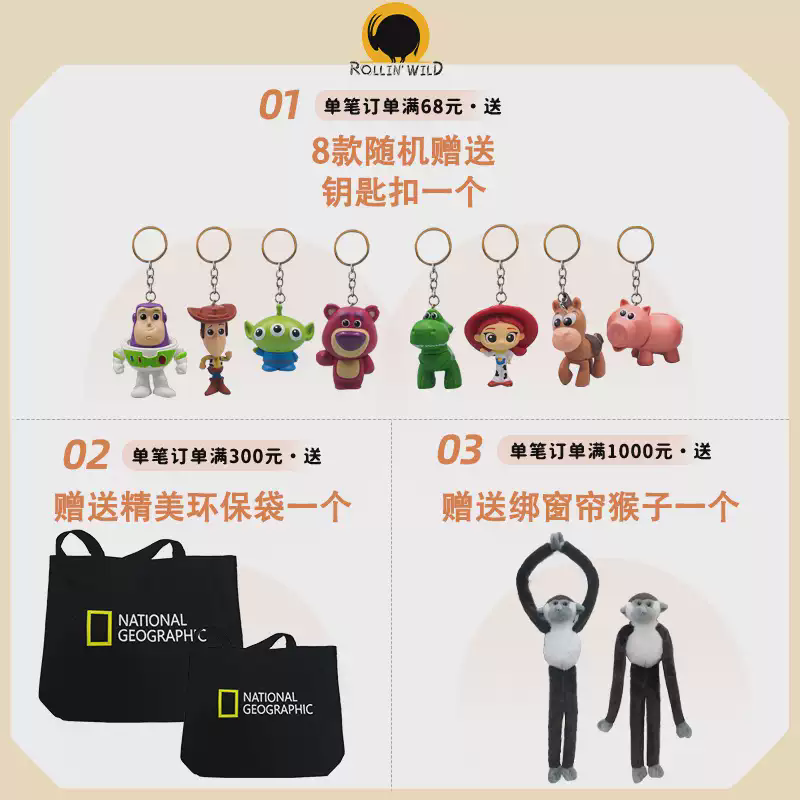 ROLLIN' WILD
01 单笔订单满68元·送
8款随机赠送
钥匙扣一个
02 单笔订单满300元·送
赠送精美环保袋一个
NATIONAL
GEOGRAPHIC
NATIONAL
GEOGRAPHIC
03 单笔订单满1000元·送
赠送绑窗帘猴子一个